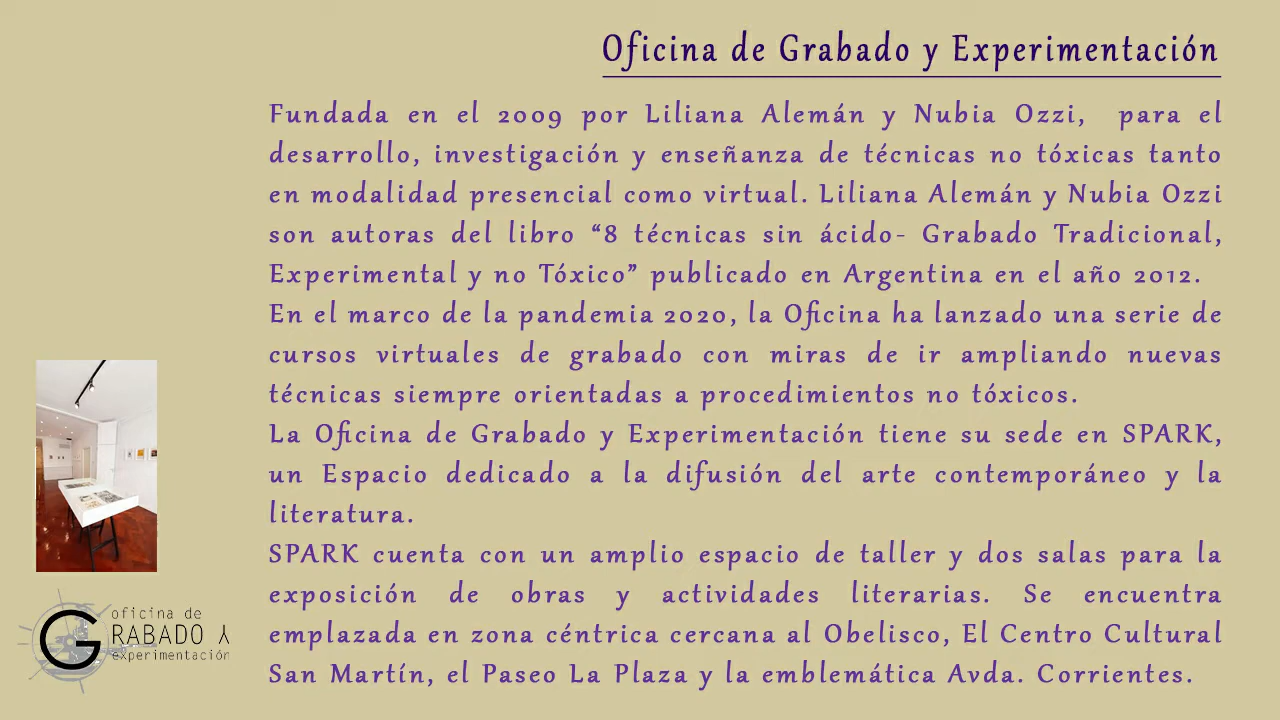 Oficina de Grabado y Experimentación
Fundada en el 2009 por Liliana Alemán y Nubia Ozzi, para el
desarrollo, investigación y enseñanza de técnicas no tóxicas tanto
en modalidad presencial como virtual. Liliana Alemán y Nubia Ozzi
son autoras del libro “8 técnicas sin ácido- Grabado Tradicional,
Experimental y no Tóxico” publicado en Argentina en el año 2012.
En el marco de la pandemia 2020, la Oficina ha lanzado una serie de
cursos virtuales de grabado con miras de ir ampliando nuevas
técnicas siempre orientadas a procedimientos no tóxicos.
La Oficina de Grabado y Experimentación tiene su sede en SPARK,
un Espacio dedicado a la difusión del arte contemporáneo y la
literatura.
SPARK cuenta con un amplio espacio de taller y dos salas para la
exposición de obras y actividades literarias. Se encuentra
emplazada en zona céntrica cercana al Obelisco, El Centro Cultural
San Martín, el Paseo La Plaza y la emblemática Avda. Corrientes.
oficina de
GRABADO Y
experimentación